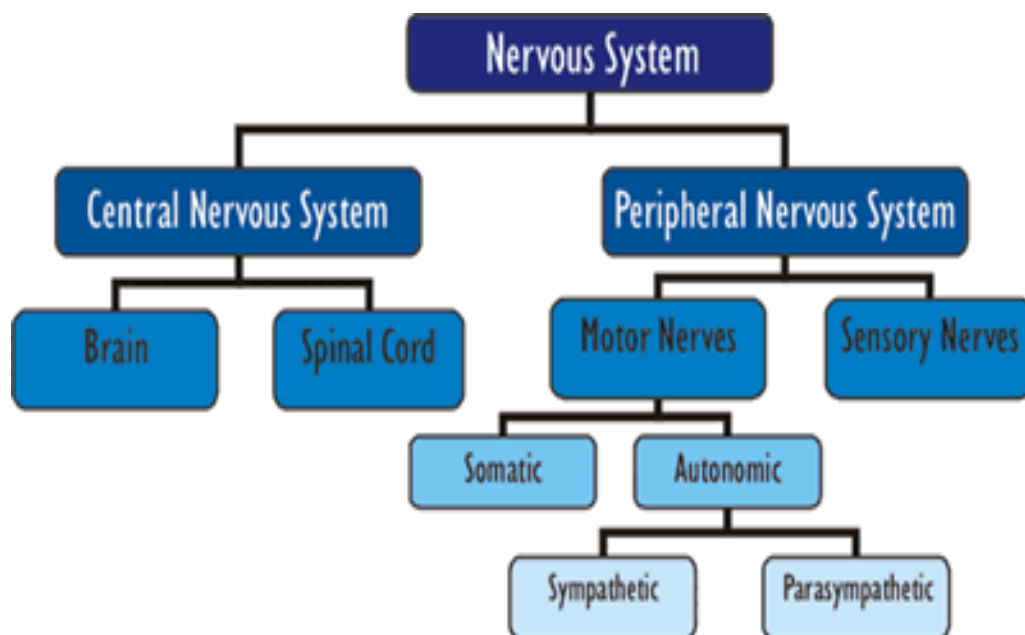 Nervous System
Central Nervous System
Peripheral Nervous System
Brain
Spinal Cord
Motor Nerves
Sensory Nerves
Somatic
Autonomic
Sympathetic
Parasympathetic